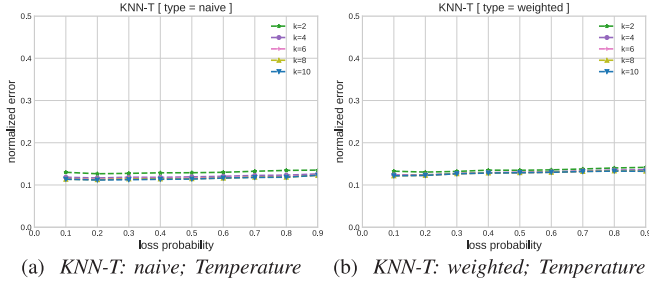 KNN-T [ type = naive ]
0.5
0.4
0.3
0.2
0.1
0.0
normalized error
k=2
k=4
k=6
k=8
k=10
0.0 0.1 0.2 0.3 0.4 0.5 0.6 0.7 0.8 0.9
loss probability
(a) KNN-T: naive; Temperature
KNN-T [ type = weighted ]
0.5
0.4
0.3
0.2
0.1
0.0
normalized error
k=2
k=4
k=6
k=8
k=10
0.0 0.1 0.2 0.3 0.4 0.5 0.6 0.7 0.8 0.9
loss probability
(b) KNN-T: weighted; Temperature